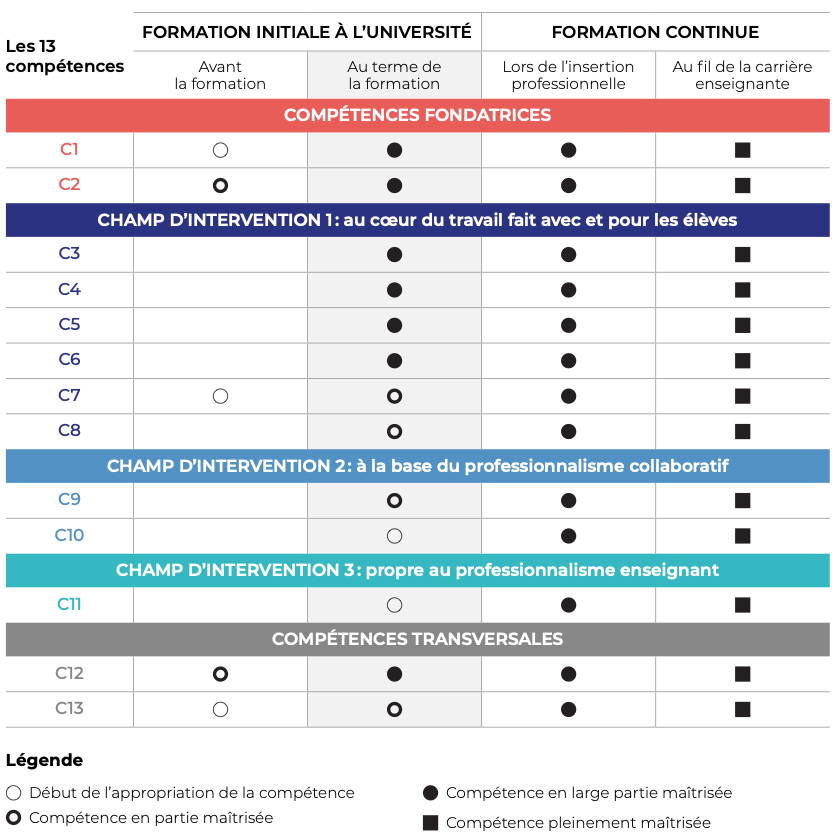 Les 13
compétences
FORMATION INITIALE À L’UNIVERSITÉ
FORMATION CONTINUE
Avant
la formation
Au terme de
la formation
Lors de l’insertion
professionnelle
Au fil de la carrière
enseignante
COMPÉTENCES FONDATRICES
C1
C2
CHAMP D’INTERVENTION 1 : au cœur du travail fait avec et pour les élèves
C3
C4
C5
C6
C7
C8
CHAMP D’INTERVENTION 2 : à la base du professionnalisme collaboratif
C9
C10
CHAMP D’INTERVENTION 3 : propre au professionnalisme enseignant
C11
COMPÉTENCES TRANSVERSALES
C12
C13
Légende
Début de l’appropriation de la compétence
Compétence en partie maîtrisée
Compétence en large partie maîtrisée
Compétence pleinement maîtrisée